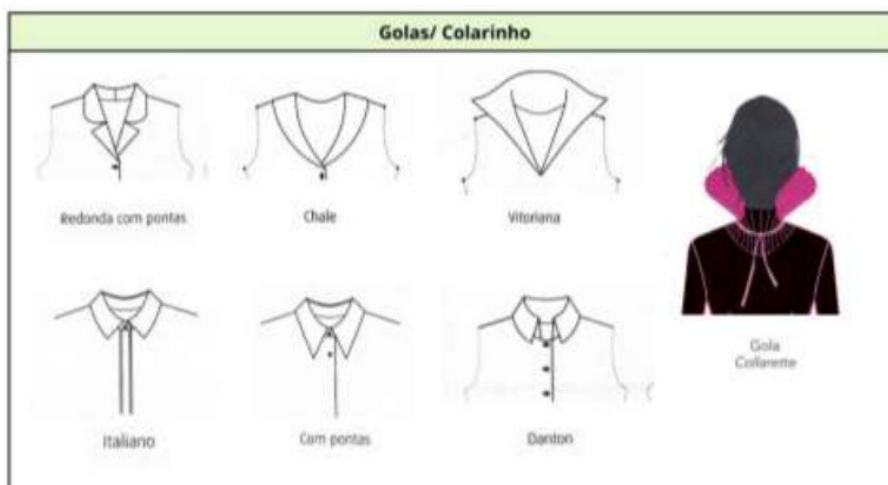 Golas/ Colarinho
Redonda com pontas
Chale
Vitoriana
Gola
Collarette
Italiano
Com pontas
Danton